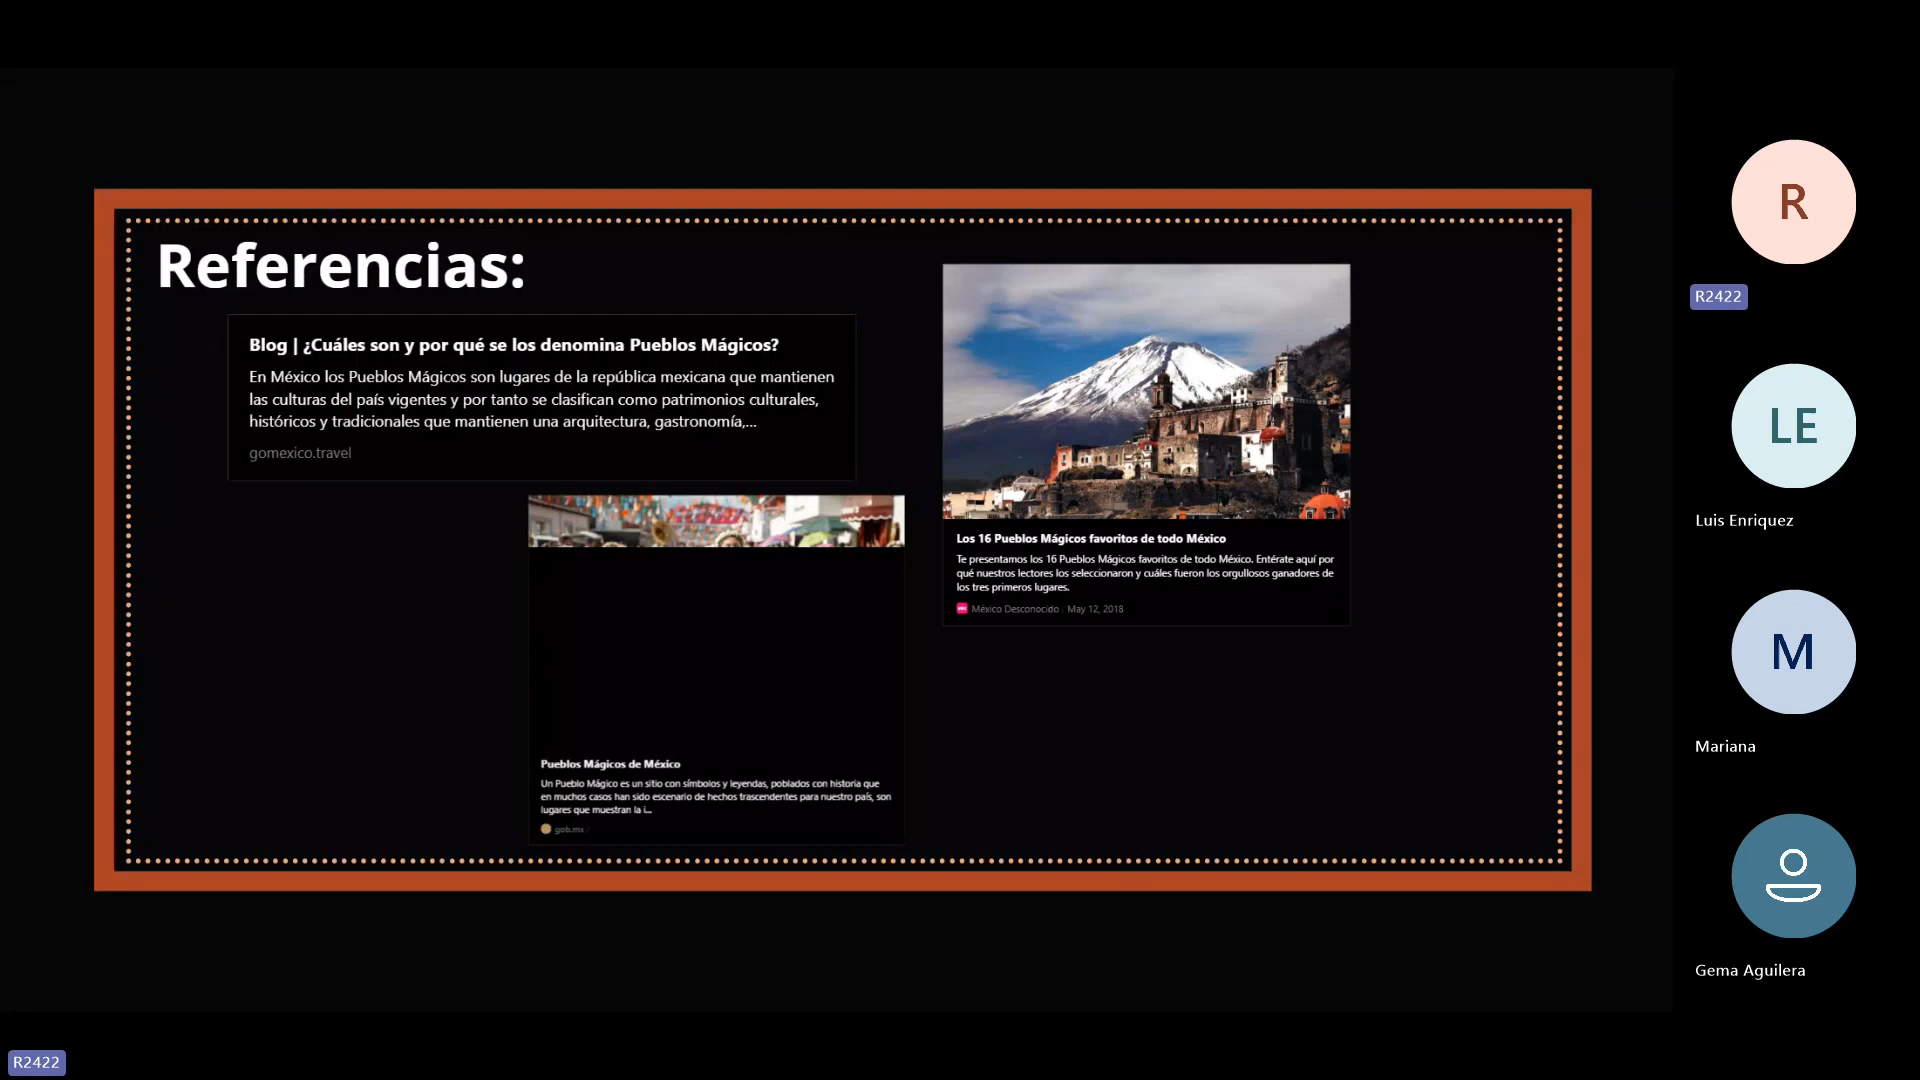 Referencias:
Blog | ¿Cuáles son y por qué se los denomina Pueblos Mágicos?
En México los Pueblos Mágicos son lugares de la república mexicana que mantienen
las culturas del país vigentes y por tanto se clasifican como patrimonios culturales,
históricos y tradicionales que mantienen una arquitectura, gastronomía,...
gomexico.travel
Los 16 Pueblos Mágicos favoritos de todo México
Te presentamos los 16 Pueblos Mágicos favoritos de todo México. Entérate aquí por
qué nuestros lectores los seleccionaron y cuáles fueron los orgullosos ganadores de
los tres primeros lugares.
México Desconocido / May 12, 2018
Pueblos Mágicos de México
Un Pueblo Mágico es un sitio con símbolos y leyendas, poblados con historia que
en muchos casos han sido escenario de hechos trascendentes para nuestro país, son
lugares que muestran la i...
gob.mx /
R
R2422
LE
Luis Enriquez
M
Mariana
Gema Aguilera
R2422